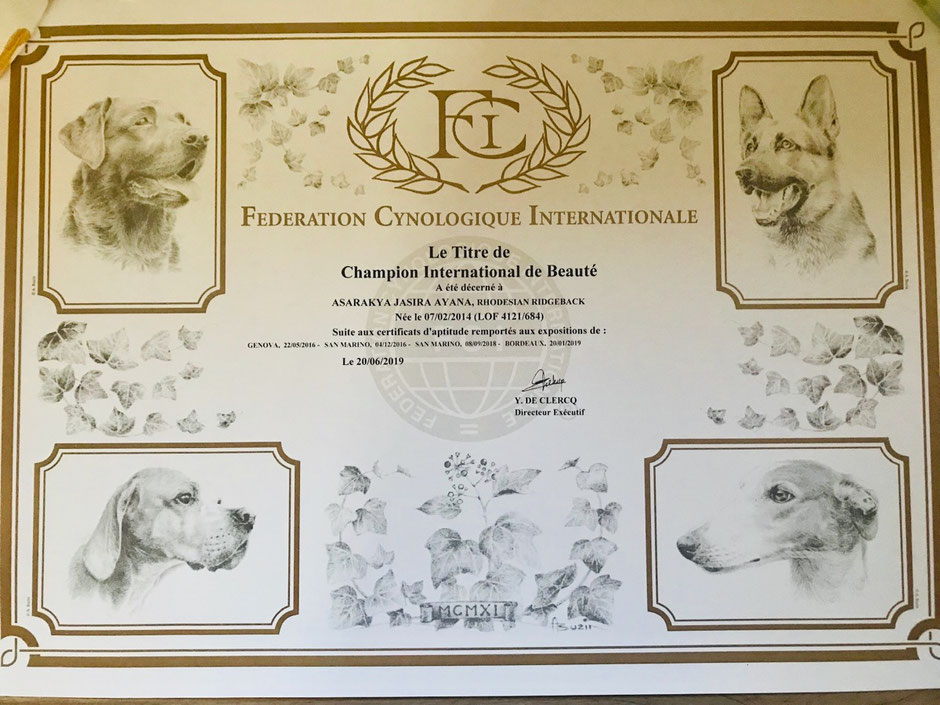 FCI
FEDERATION CYNOLOGIQUE INTERNATIONALE
Le Titre de
Champion International de Beauté
A été décerné à
ASARAKYA JASIRA AYANA, RHODESIAN RIDGEBACK
Née le 07/02/2014 (LOF 4121/684)
Suite aux certificats d'aptitude remportés aux expositions de :
GENOVA, 22/05/2016 - SAN MARINO, 04/12/2016 - SAN MARINO, 08/09/2018 - BORDEAUX, 20/01/2019
Le 20/06/2019
Y. DE CLERCQ
Directeur Exécutif
MCMXI